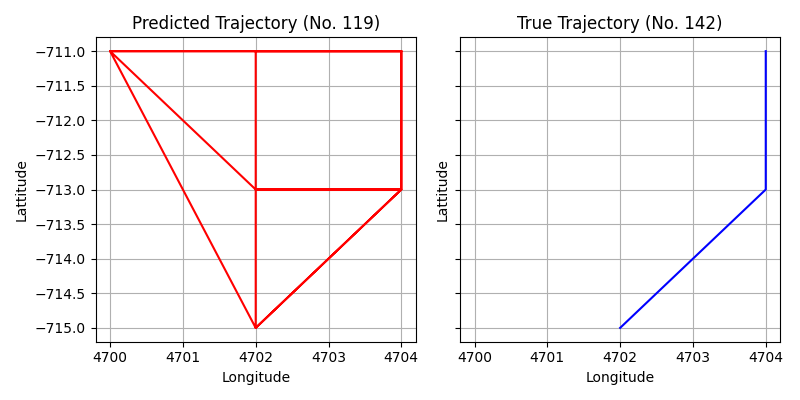 Predicted Trajectory (No. 119)
True Trajectory (No. 142)
−711.0
−711.5
−712.0
−712.5
−713.0
−713.5
−714.0
−714.5
−715.0
Lattitude
4700 4701 4702 4703 4704
Longitude
Lattitude
4700 4701 4702 4703 4704
Longitude